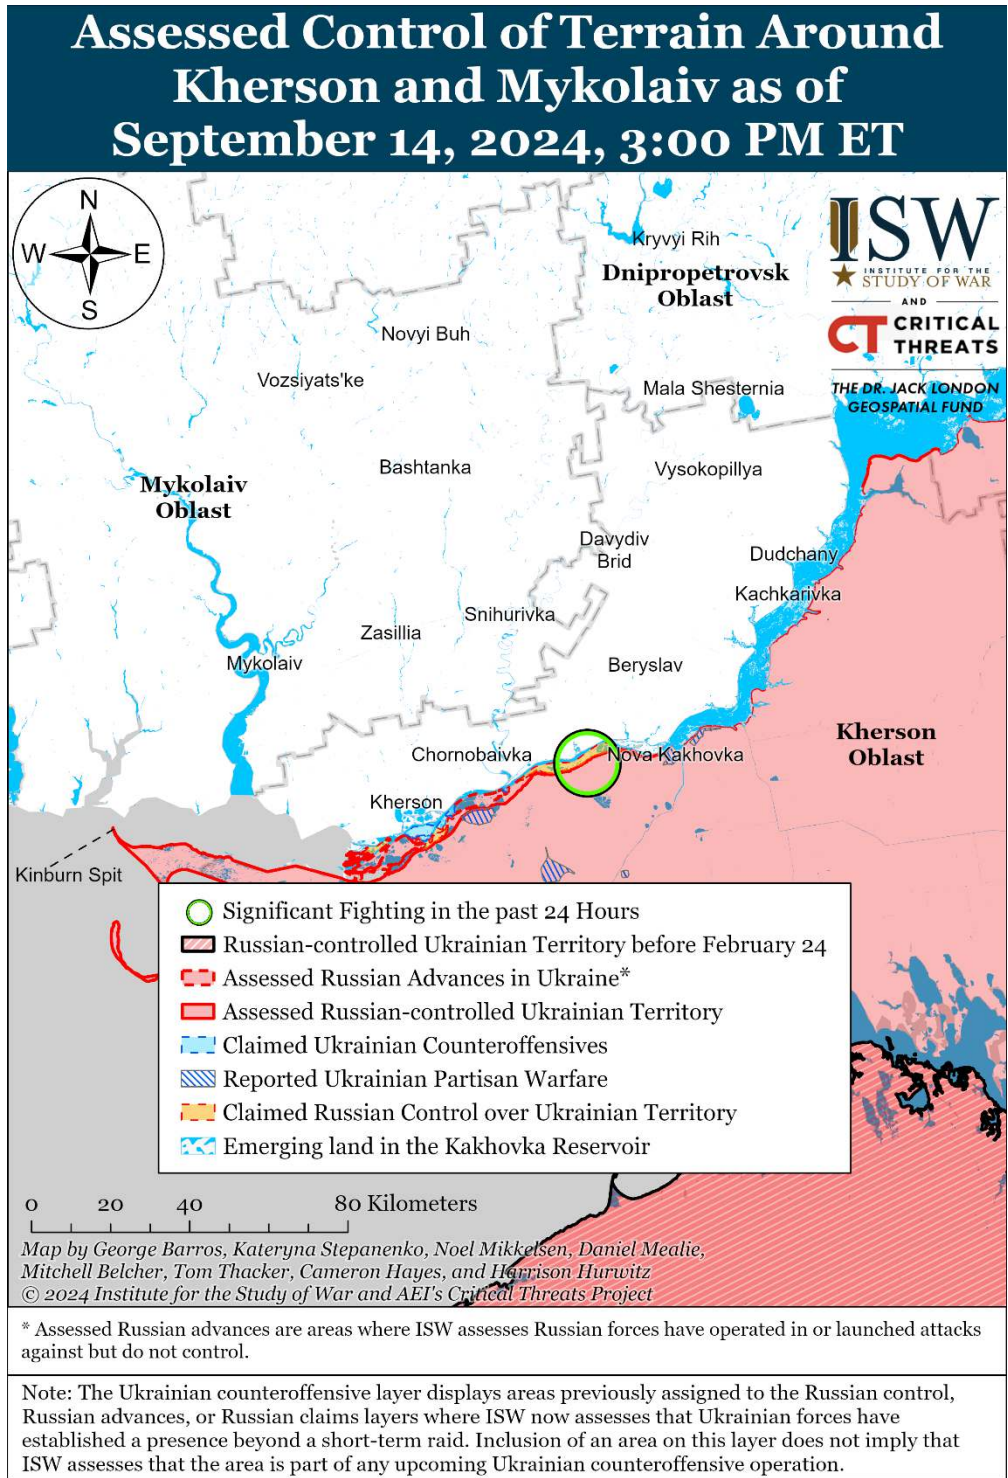 Assessed Control of Terrain Around
Kherson and Mykolaiv as of
September 14, 2024, 3:00 PM ET
N
W E
S
Kryvyi Rih
Dnipropetrovsk
Oblast
ISW
INSTITUTE FOR THE
STUDY OF WAR
AND
CT CRITICAL
THREATS
THE DR. JACK LONDON
GEOSPATIAL FUND
Novyi Buh
Vozsiyats'ke
Mala Shesternia
Bashtanka
Vysokopillya
Mykolaiv
Oblast
Davydiv
Brid
Dudchany
Kachkarivka
Snihurivka
Zasillia
Mykolaiv
Beryslav
Kherson
Oblast
Chornobaivka
Nova Kakhovka
Kherson
Kinburn Spit
Significant Fighting in the past 24 Hours
Russian-controlled Ukrainian Territory before February 24
Assessed Russian Advances in Ukraine*
Assessed Russian-controlled Ukrainian Territory
Claimed Ukrainian Counteroffensives
Reported Ukrainian Partisan Warfare
Claimed Russian Control over Ukrainian Territory
Emerging land in the Kakhovka Reservoir
0 20 40 80 Kilometers
Map by George Barros, Kateryna Stepanenko, Noel Mikkelsen, Daniel Mealie,
Mitchell Belcher, Tom Thacker, Cameron Hayes, and Harrison Hurwitz
© 2024 Institute for the Study of War and AEI's Critical Threats Project
* Assessed Russian advances are areas where ISW assesses Russian forces have operated in or launched attacks
against but do not control.
Note: The Ukrainian counteroffensive layer displays areas previously assigned to the Russian control,
Russian advances, or Russian claims layers where ISW now assesses that Ukrainian forces have
established a presence beyond a short-term raid. Inclusion of an area on this layer does not imply that
ISW assesses that the area is part of any upcoming Ukrainian counteroffensive operation.